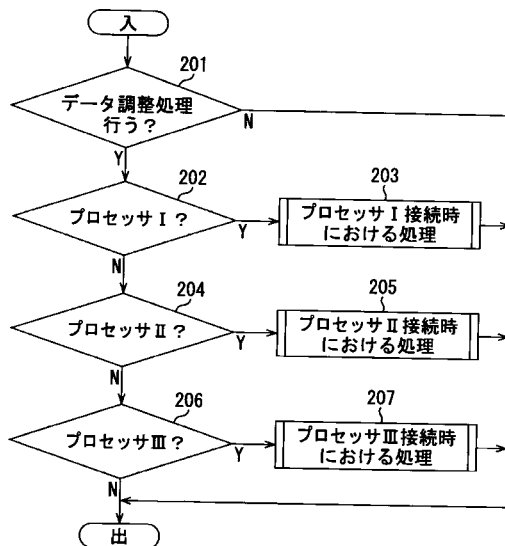 入
201
データ調整処理
行う？
N
Y
202
203
プロセッサⅠ？
Y
プロセッサⅠ接続時
における処理
N
204
205
プロセッサⅡ？
Y
プロセッサⅡ接続時
における処理
N
206
207
プロセッサⅢ？
Y
プロセッサⅢ接続時
における処理
N
出